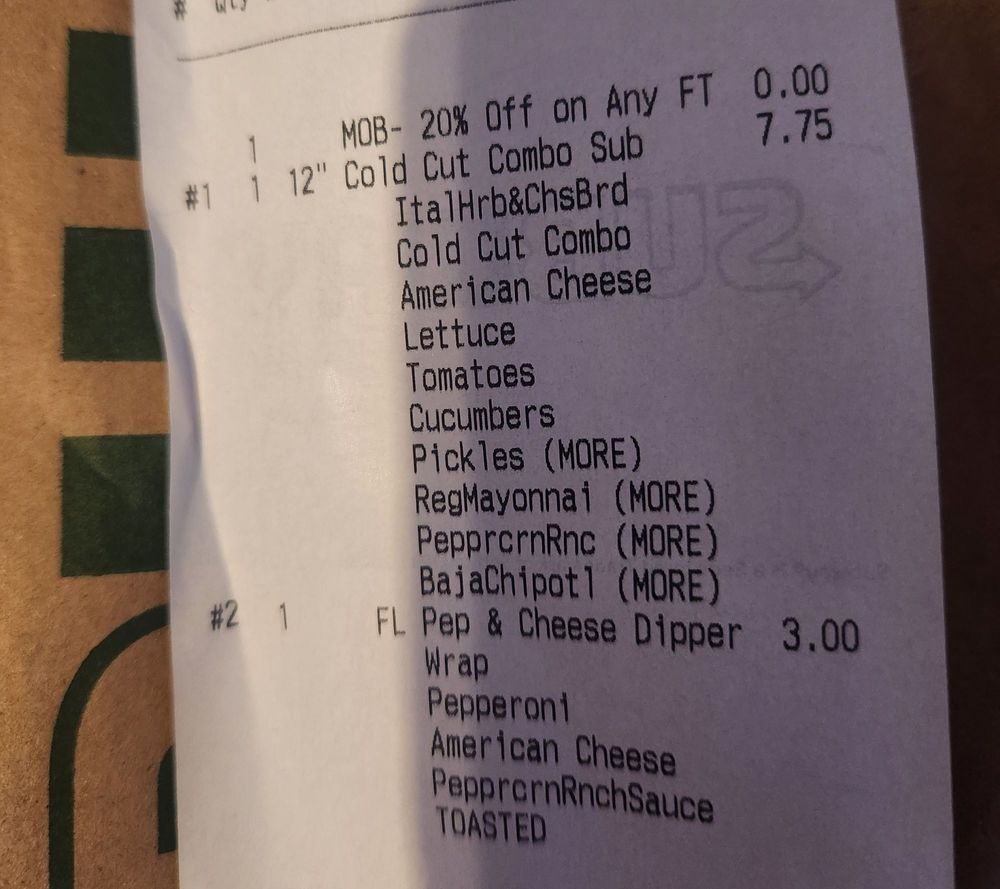 # Qty
1 MOB- 20% Off on Any FT 0.00
#1 1 12" Cold Cut Combo Sub 7.75
ItalHrb&ChsBrd
Cold Cut Combo
American Cheese
Lettuce
Tomatoes
Cucumbers
Pickles (MORE)
RegMayonnai (MORE)
PepprcrnRnc (MORE)
BajaChipotl (MORE)
#2 1 FL Pep & Cheese Dipper 3.00
Wrap
Pepperoni
American Cheese
PepprcrnRnchSauce
TOASTED